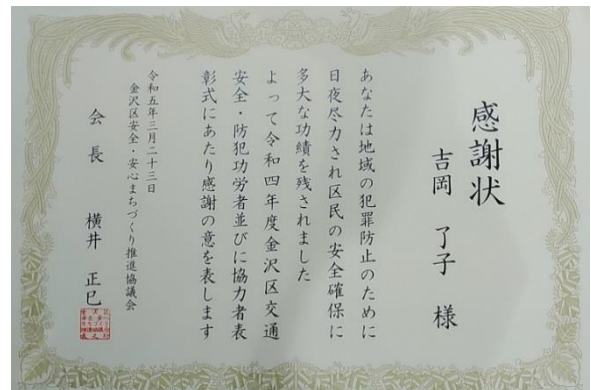 感謝状
吉岡 了子 様
あなたは地域の犯罪防止のために
日夜尽力され区民の安全確保に
多大な功績を残されました
よって令和四年度金沢区交通
安全・防犯功労者並びに協力者表
彰式にあたり感謝の意を表します
令和五年三月二十三日
金沢区安全・安心まちづくり推進協議会
会長 横井 正巳